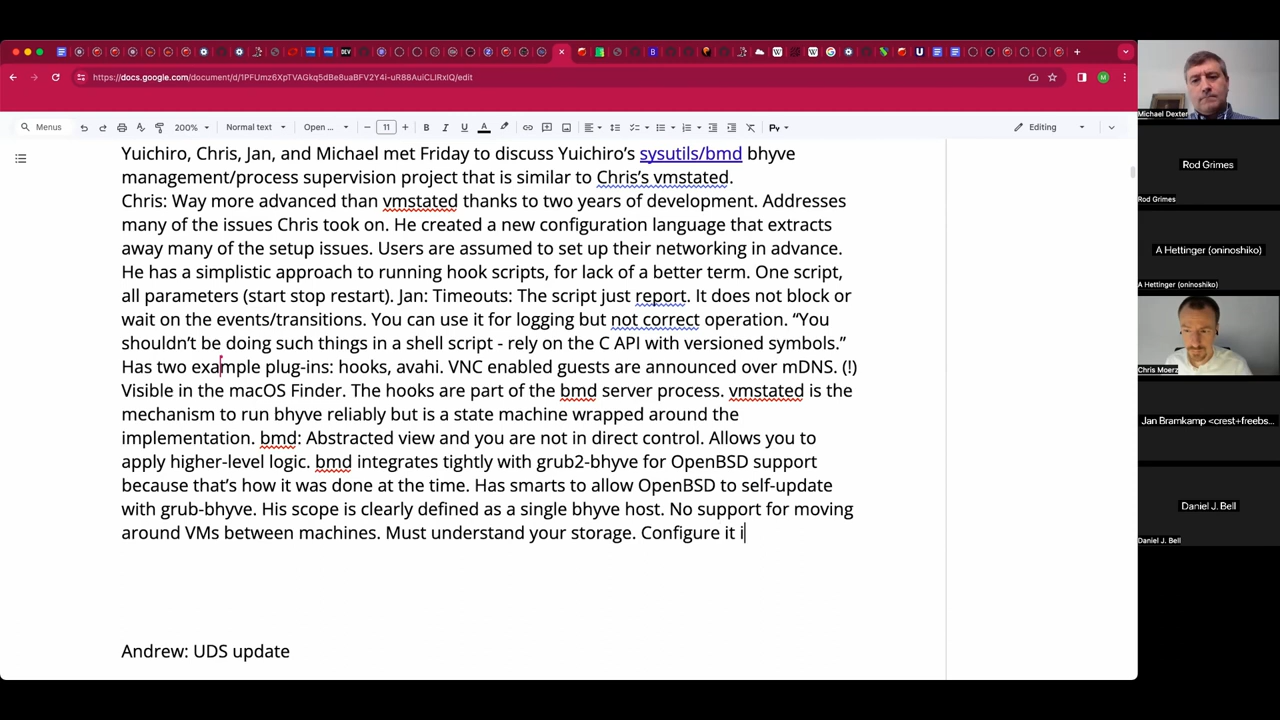 https://docs.google.com/document/d/1PFUmz6XpTVAGkq5dBe8uaBFV2Y4i-uR88AuiCLIRxIQ/edit
M
Menus
200%
Normal text
Open ...
11
B I U A
Editing
Yuichiro, Chris, Jan, and Michael met Friday to discuss Yuichiro’s sysutils/bmd bhyve
management/process supervision project that is similar to Chris’s vmstated.
Chris: Way more advanced than vmstated thanks to two years of development. Addresses
many of the issues Chris took on. He created a new configuration language that extracts
away many of the setup issues. Users are assumed to set up their networking in advance.
He has a simplistic approach to running hook scripts, for lack of a better term. One script,
all parameters (start stop restart). Jan: Timeouts: The script just report. It does not block or
wait on the events/transitions. You can use it for logging but not correct operation. “You
shouldn’t be doing such things in a shell script - rely on the C API with versioned symbols.”
Has two example plug-ins: hooks, avahi. VNC enabled guests are announced over mDNS. (!)
Visible in the macOS Finder. The hooks are part of the bmd server process. vmstated is the
mechanism to run bhyve reliably but is a state machine wrapped around the
implementation. bmd: Abstracted view and you are not in direct control. Allows you to
apply higher-level logic. bmd integrates tightly with grub2-bhyve for OpenBSD support
because that’s how it was done at the time. Has smarts to allow OpenBSD to self-update
with grub-bhyve. His scope is clearly defined as a single bhyve host. No support for moving
around VMs between machines. Must understand your storage. Configure it i
Andrew: UDS update
Michael Dexter
Rod Grimes
Rod Grimes
A Hettinger (oninoshiko)
A Hettinger (oninoshiko)
Chris Moerz
Jan Bramkamp <crest+freebs...
Daniel J. Bell
Daniel J. Bell